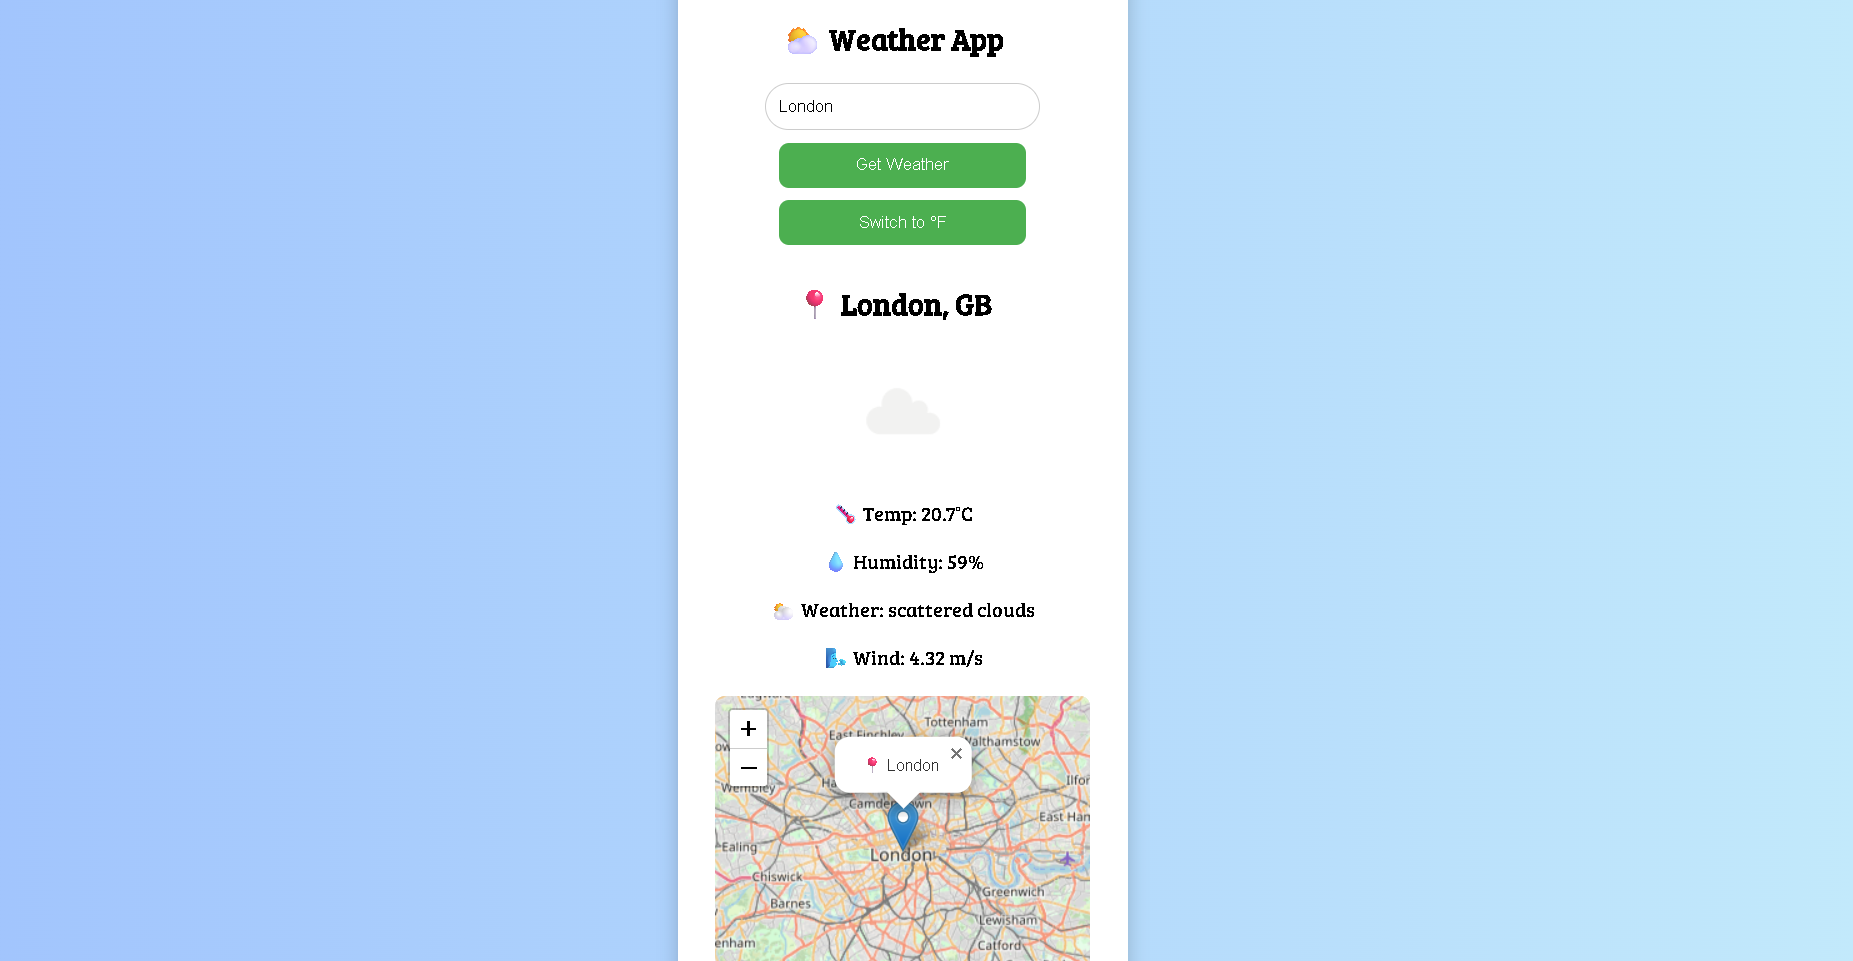 Weather App
London
Get Weather
Switch to °F
London, GB
Temp: 20.7°C
Humidity: 59%
Weather: scattered clouds
Wind: 4.32 m/s
+
−
Tottenham
East Finchley
Walthamstow
× 
London
Ilfor
Wembley
Ha
Camden Town
East Han
Ealing
London
Chiswick
Greenwich
Barnes
Lewisham
enham
Catford